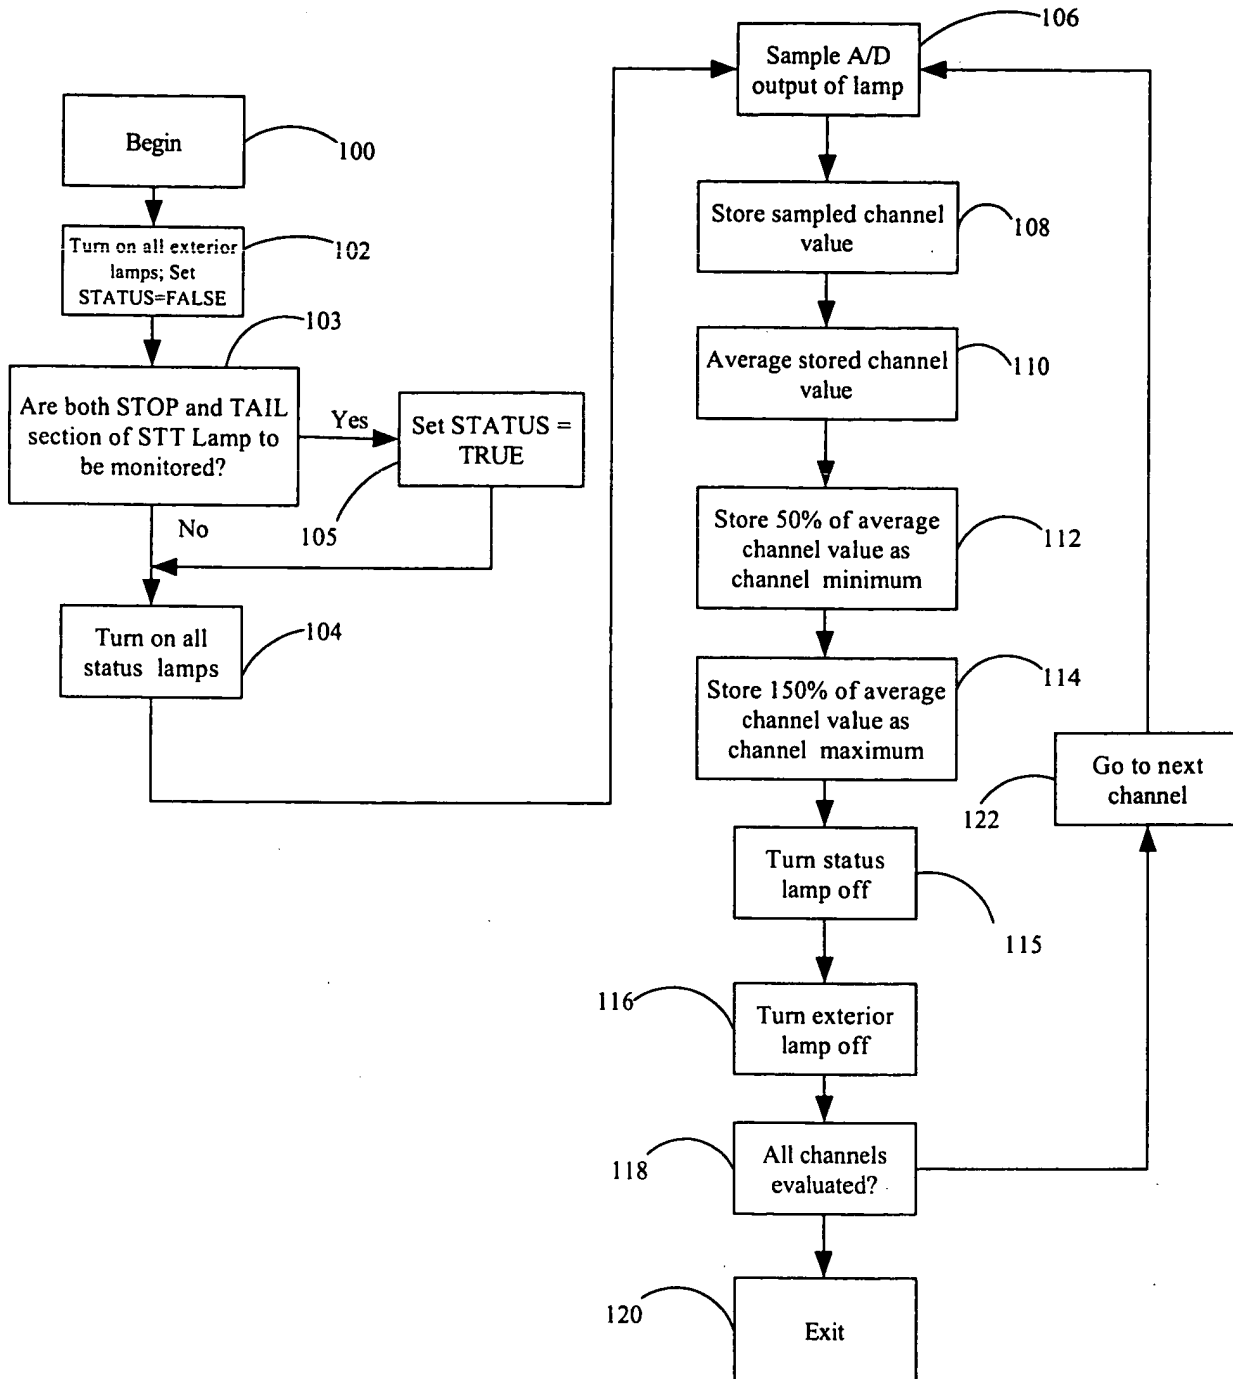 Begin
100
Turn on all exterior
lamps; Set
STATUS=FALSE
102
103
Are both STOP and TAIL
section of STT Lamp to
be monitored?
Yes
Set STATUS =
TRUE
105
No
Turn on all
status lamps
104
106
Sample A/D
output of lamp
Store sampled channel
value
108
Average stored channel
value
110
Store 50% of average
channel value as
channel minimum
112
Store 150% of average
channel value as
channel maximum
114
Turn status
lamp off
115
116
Turn exterior
lamp off
118
All channels
evaluated?
120
Exit
Go to next
channel
122